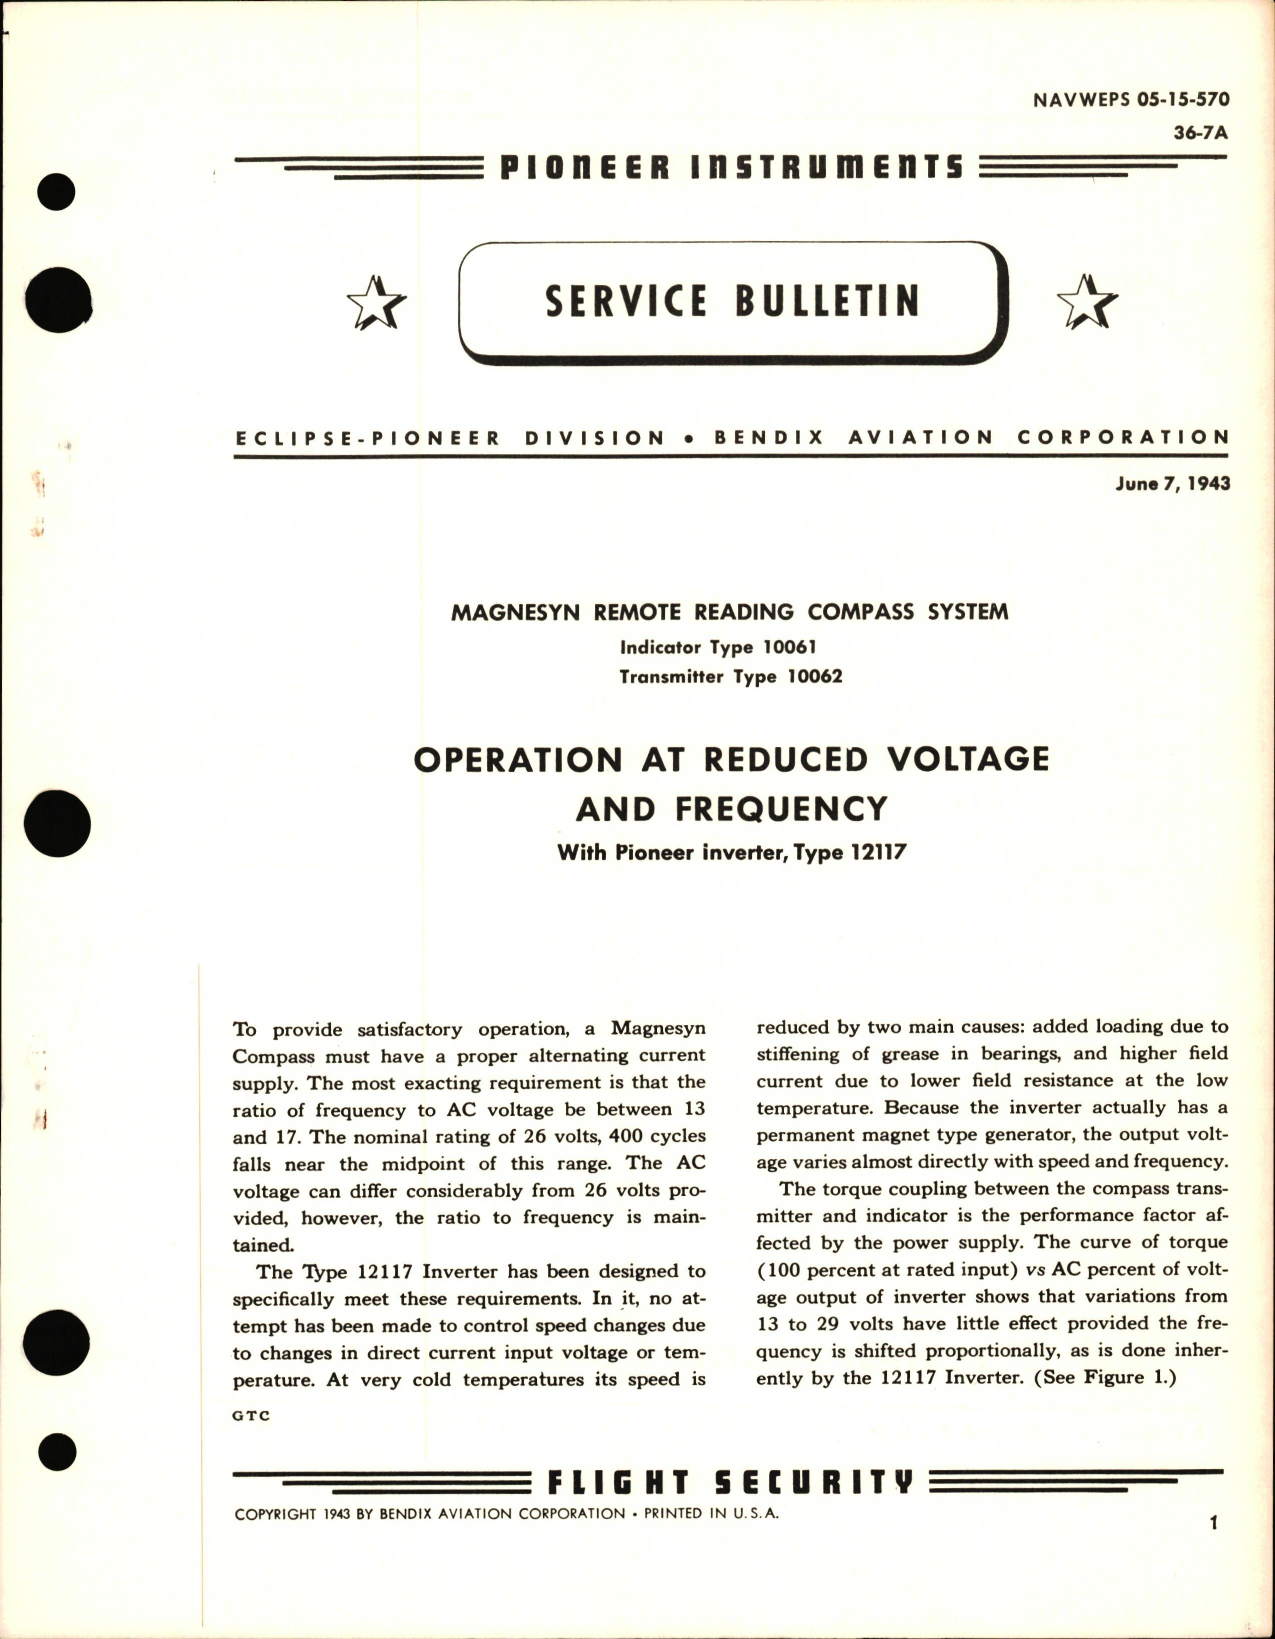 NAVWEPS 05-15-570
36-7A
PIONEER INSTRUMENTS
SERVICE BULLETIN
ECLIPSE-PIONEER DIVISION • BENDIX AVIATION CORPORATION
June 7, 1943
MAGNESYN REMOTE READING COMPASS SYSTEM
Indicator Type 10061
Transmitter Type 10062
OPERATION AT REDUCED VOLTAGE
AND FREQUENCY
With Pioneer inverter, Type 12117
To provide satisfactory operation, a Magnesyn
Compass must have a proper alternating current
supply. The most exacting requirement is that the
ratio of frequency to AC voltage be between 13
and 17. The nominal rating of 26 volts, 400 cycles
falls near the midpoint of this range. The AC
voltage can differ considerably from 26 volts pro-
vided, however, the ratio to frequency is main-
tained.
The Type 12117 Inverter has been designed to
specifically meet these requirements. In it, no at-
tempt has been made to control speed changes due
to changes in direct current input voltage or tem-
perature. At very cold temperatures its speed is
GTC
reduced by two main causes: added loading due to
stiffening of grease in bearings, and higher field
current due to lower field resistance at the low
temperature. Because the inverter actually has a
permanent magnet type generator, the output volt-
age varies almost directly with speed and frequency.
The torque coupling between the compass trans-
mitter and indicator is the performance factor af-
fected by the power supply. The curve of torque
(100 percent at rated input) vs AC percent of volt-
age output of inverter shows that variations from
13 to 29 volts have little effect provided the fre-
quency is shifted proportionally, as is done inher-
ently by the 12117 Inverter. (See Figure 1.)
FLIGHT SECURITY
COPYRIGHT 1943 BY BENDIX AVIATION CORPORATION • PRINTED IN U.S.A.
1